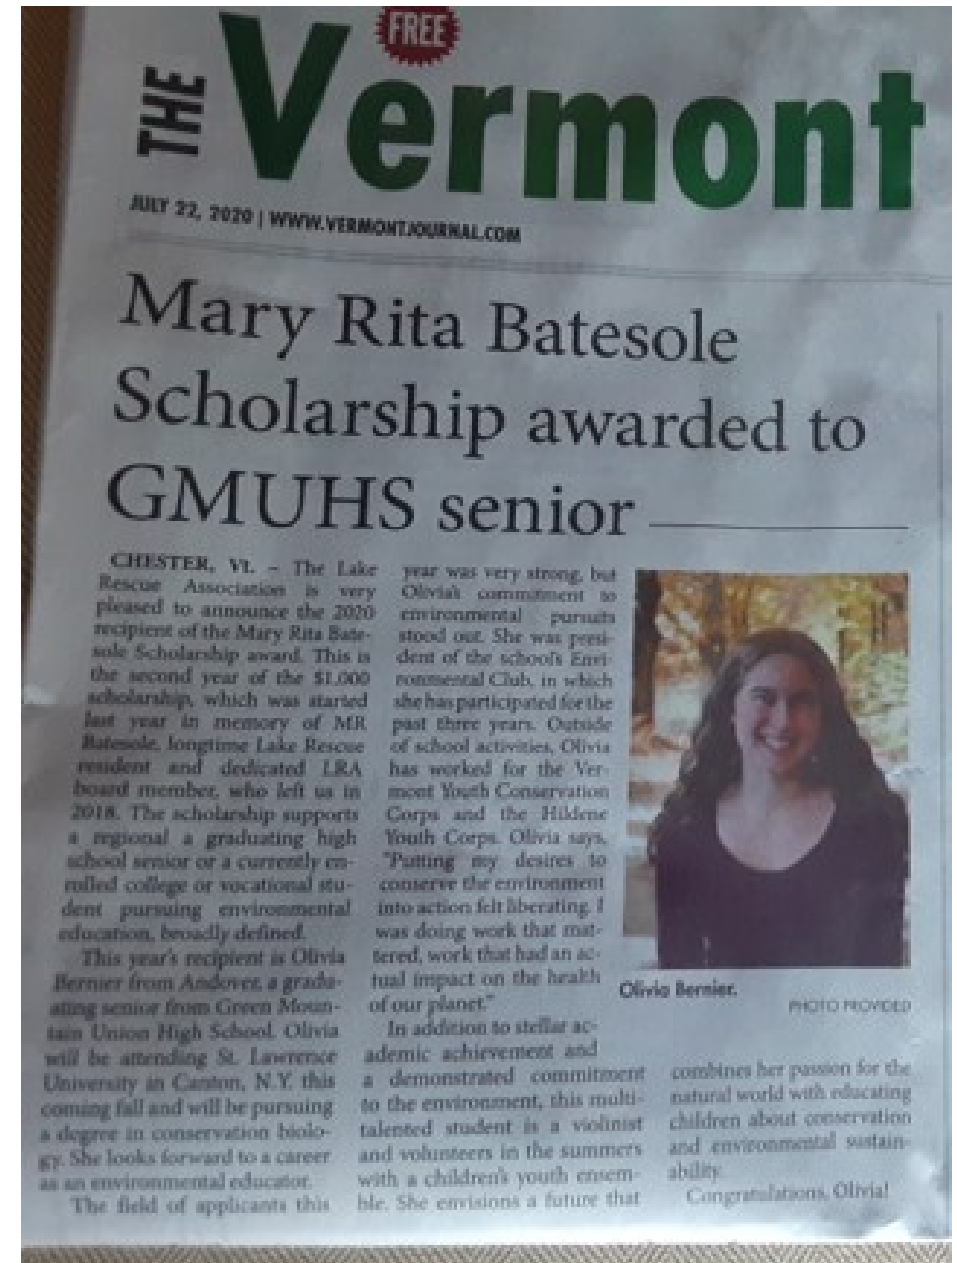 FREE
THE Vermont
JULY 22, 2020 | WWW.VERMONTJOURNAL.COM
Mary Rita Batesole
Scholarship awarded to
GMUHS senior
CHESTER, Vt. – The Lake
Rescue Association is very
pleased to announce the 2020
recipient of the Mary Rita Bate-
sole Scholarship award. This is
the second year of the $1,000
scholarship, which was started
last year in memory of MR
Batesole, longtime Lake Rescue
resident and dedicated LRA
board member, who left us in
2018. The scholarship supports
a regional a graduating high
school senior or a currently en-
rolled college or vocational stu-
dent pursuing environmental
education, broadly defined.
This year's recipient is Olivia
Bernier from Andover, a gradu-
ating senior from Green Moun-
tain Union High School. Olivia
will be attending St. Lawrence
University in Canton, N.Y. this
coming fall and will be pursuing
a degree in conservation biolo-
gy. She looks forward to a career
as an environmental educator.
The field of applicants this
year was very strong, but
Olivia's commitment to
environmental pursuits
stood out. She was presi-
dent of the school's Envi-
ronmental Club, in which
she has participated for the
past three years. Outside
of school activities, Olivia
has worked for the Ver-
mont Youth Conservation
Corps and the Hildene
Youth Corps. Olivia says,
"Putting my desires to
conserve the environment
into action felt liberating. I
was doing work that mat-
tered, work that had an ac-
tual impact on the health
of our planet."
In addition to stellar ac-
ademic achievement and
a demonstrated commitment
to the environment, this multi-
talented student is a violinist
and volunteers in the summers
with a children's youth ensem-
ble. She envisions a future that
Olivia Bernier.
PHOTO PROVIDED
combines her passion for the
natural world with educating
children about conservation
and environmental sustain-
ability.
Congratulations, Olivia!